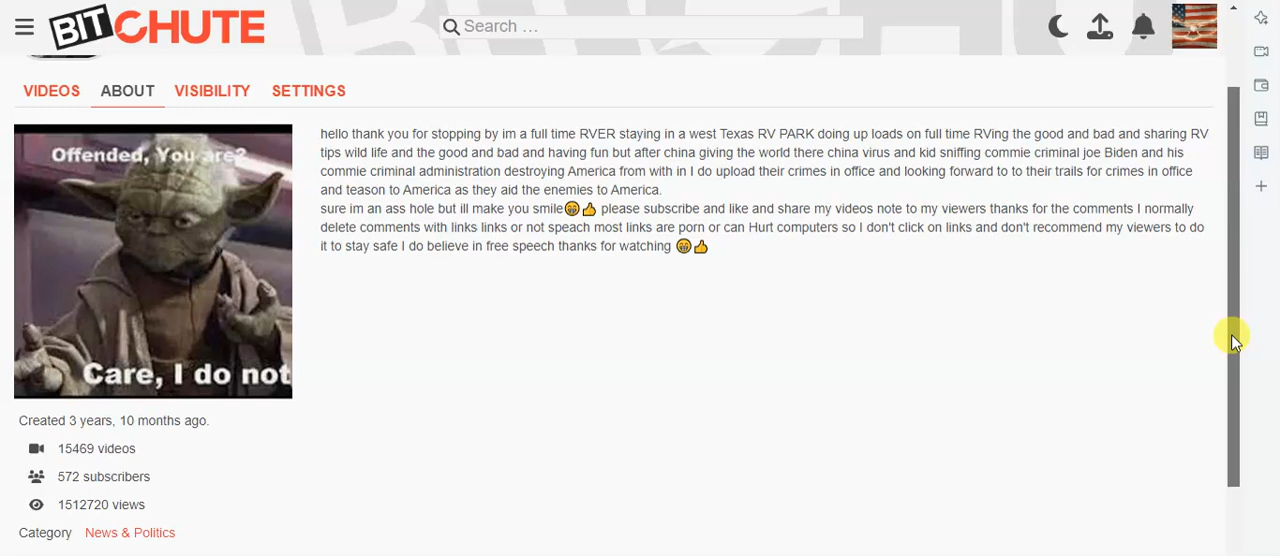 BITCHUTE
Search ...
VIDEOS ABOUT VISIBILITY SETTINGS
Offended, You are?
Care, I do not
hello thank you for stopping by im a full time RVER staying in a west Texas RV PARK doing up loads on full time RVing the good and bad and sharing RV
tips wild life and the good and bad and having fun but after china giving the world there china virus and kid sniffing commie criminal joe Biden and his
commie criminal administration destroying America from with in I do upload their crimes in office and looking forward to to their trails for crimes in office
and teason to America as they aid the enemies to America.
sure im an ass hole but ill make you smile😁👍 please subscribe and like and share my videos note to my viewers thanks for the comments I normally
delete comments with links links or not speach most links are porn or can Hurt computers so I don't click on links and don't recommend my viewers to do
it to stay safe I do believe in free speech thanks for watching 😁👍
Created 3 years, 10 months ago.
15469 videos
572 subscribers
1512720 views
Category News & Politics